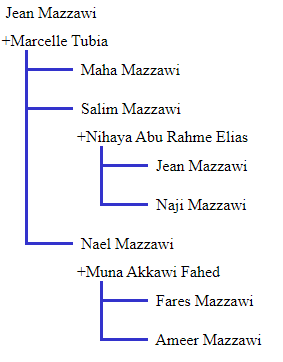 Jean Mazzawi
+Marcelle Tubia
Maha Mazzawi
Salim Mazzawi
+Nihaya Abu Rahme Elias
Jean Mazzawi
Naji Mazzawi
Nael Mazzawi
+Muna Akkawi Fahed
Fares Mazzawi
Ameer Mazzawi